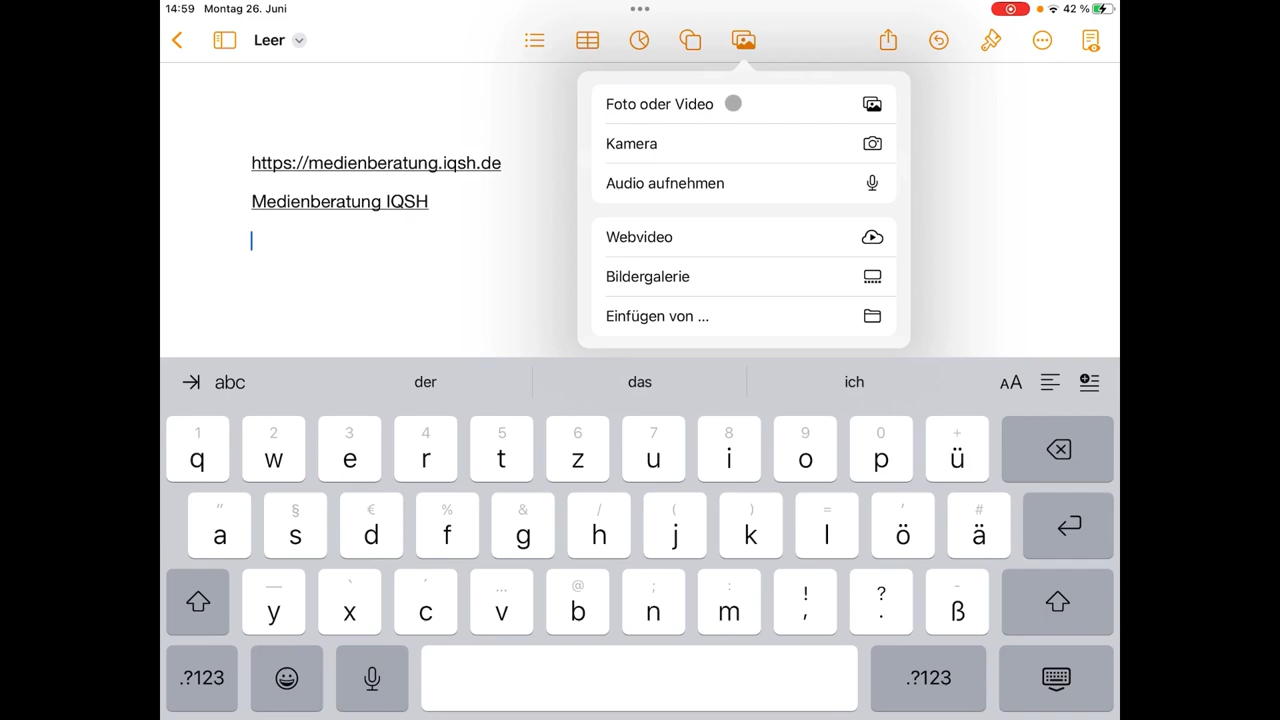 14:59 Montag 26. Juni 42 %
Leer
Foto oder Video
Kamera
Audio aufnehmen
Webvideo
Bildergalerie
Einfügen von ...
https://medienberatung.iqsh.de
Medienberatung IQSH
abc der das ich AA
1 2 3 4 5 6 7 8 9 0 +
q w e r t z u i o p ü
" § € % & / ( ) = ' #
a s d f g h j k l ö ä
— ` ´ ... @ ; : ! ? -
y x c v b n m , . ß
.?123 .?123